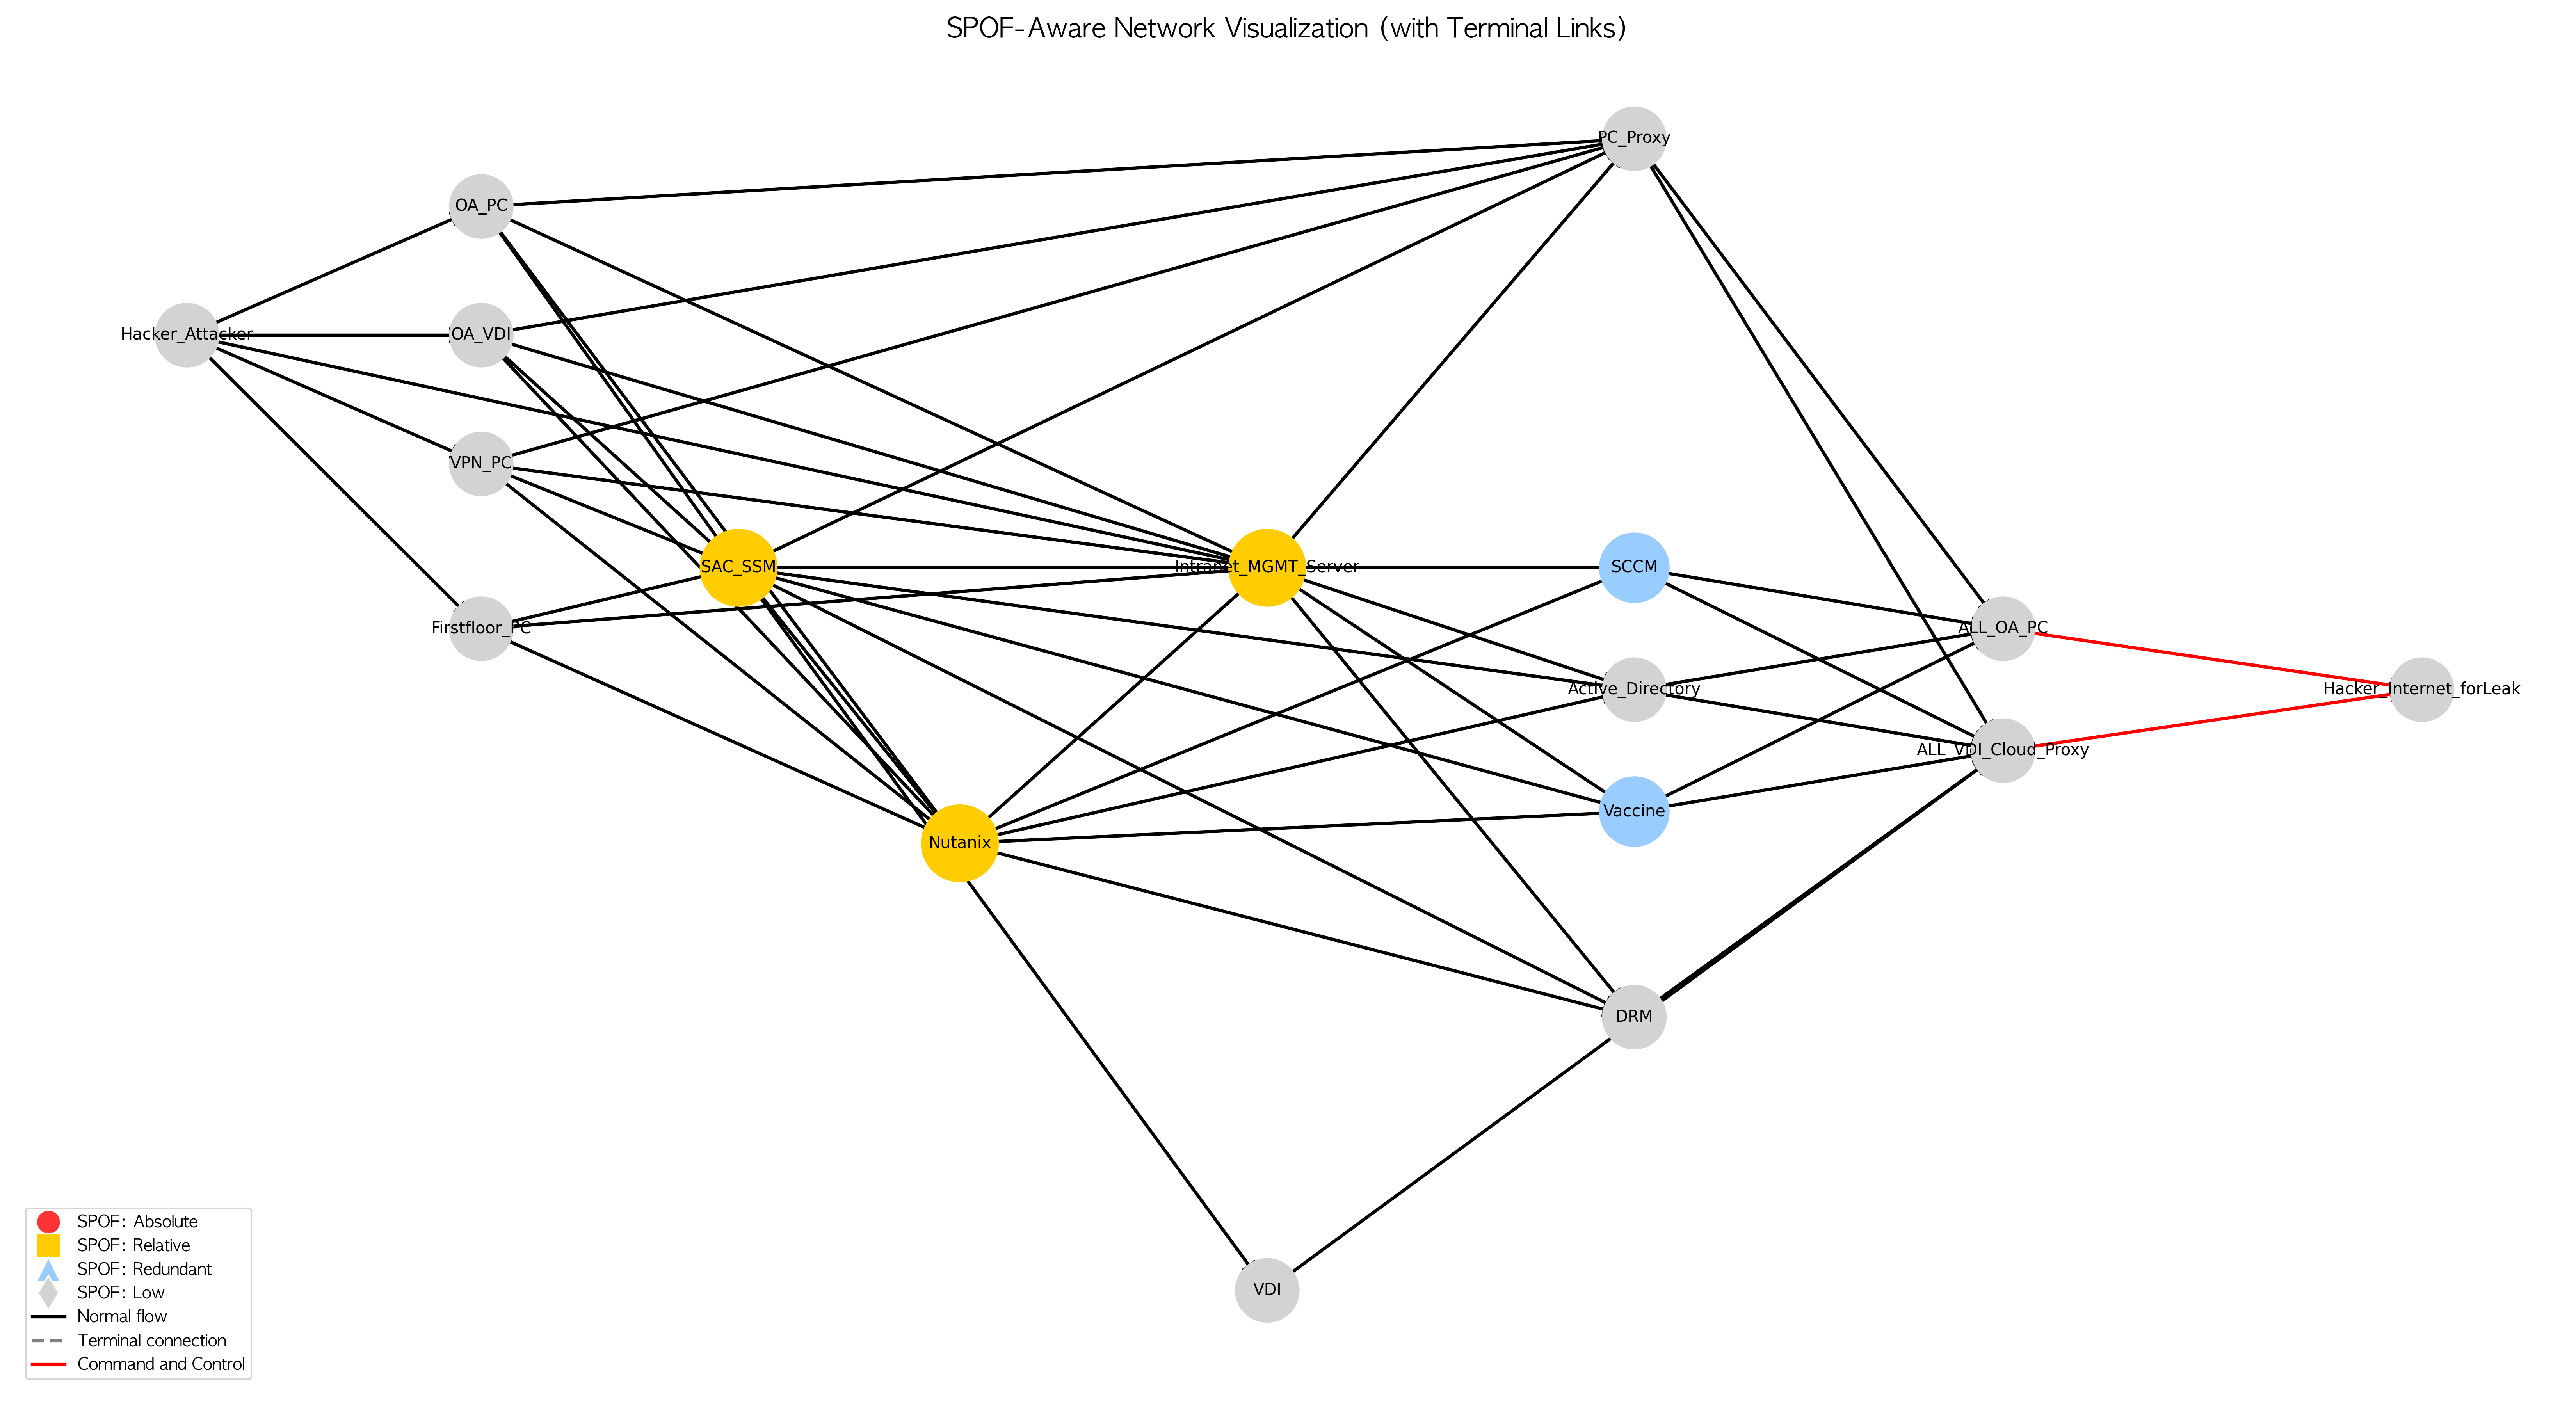 SPOF-Aware Network Visualization (with Terminal Links)
PC_Proxy
OA_PC
Hacker_Attacker
OA_VDI
VPN_PC
SAC_SSM
Intranet_MGMT_Server
SCCM
Firstfloor_PC
ALL_OA_PC
Active_Directory
Hacker_Internet_forLeak
ALL_VDI_Cloud_Proxy
Vaccine
Nutanix
DRM
VDI
SPOF: Absolute
SPOF: Relative
SPOF: Redundant
SPOF: Low
Normal flow
Terminal connection
Command and Control